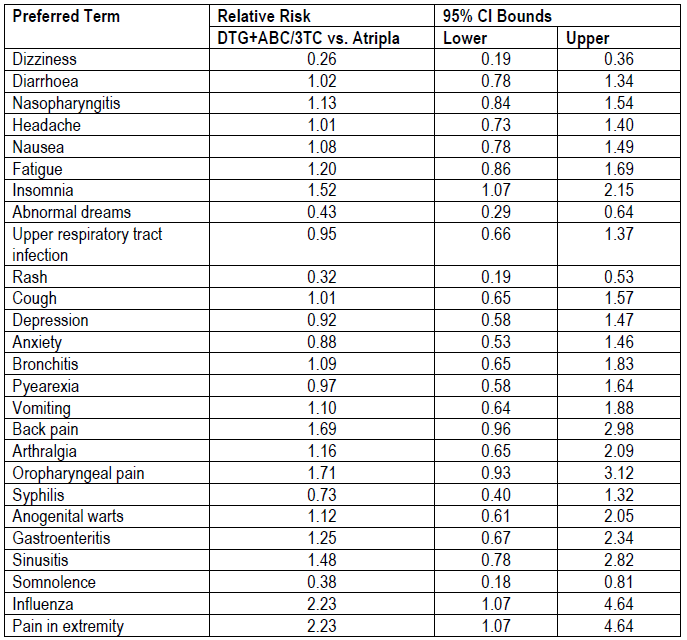 Preferred Term Relative Risk 95% CI Bounds
DTG+ABC/3TC vs. Atripla Lower Upper
Dizziness 0.26 0.19 0.36
Diarrhoea 1.02 0.78 1.34
Nasopharyngitis 1.13 0.84 1.54
Headache 1.01 0.73 1.40
Nausea 1.08 0.78 1.49
Fatigue 1.20 0.86 1.69
Insomnia 1.52 1.07 2.15
Abnormal dreams 0.43 0.29 0.64
Upper respiratory tract 0.95 0.66 1.37
infection
Rash 0.32 0.19 0.53
Cough 1.01 0.65 1.57
Depression 0.92 0.58 1.47
Anxiety 0.88 0.53 1.46
Bronchitis 1.09 0.65 1.83
Pyearexia 0.97 0.58 1.64
Vomiting 1.10 0.64 1.88
Back pain 1.69 0.96 2.98
Arthralgia 1.16 0.65 2.09
Oropharyngeal pain 1.71 0.93 3.12
Syphilis 0.73 0.40 1.32
Anogenital warts 1.12 0.61 2.05
Gastroenteritis 1.25 0.67 2.34
Sinusitis 1.48 0.78 2.82
Somnolence 0.38 0.18 0.81
Influenza 2.23 1.07 4.64
Pain in extremity 2.23 1.07 4.64